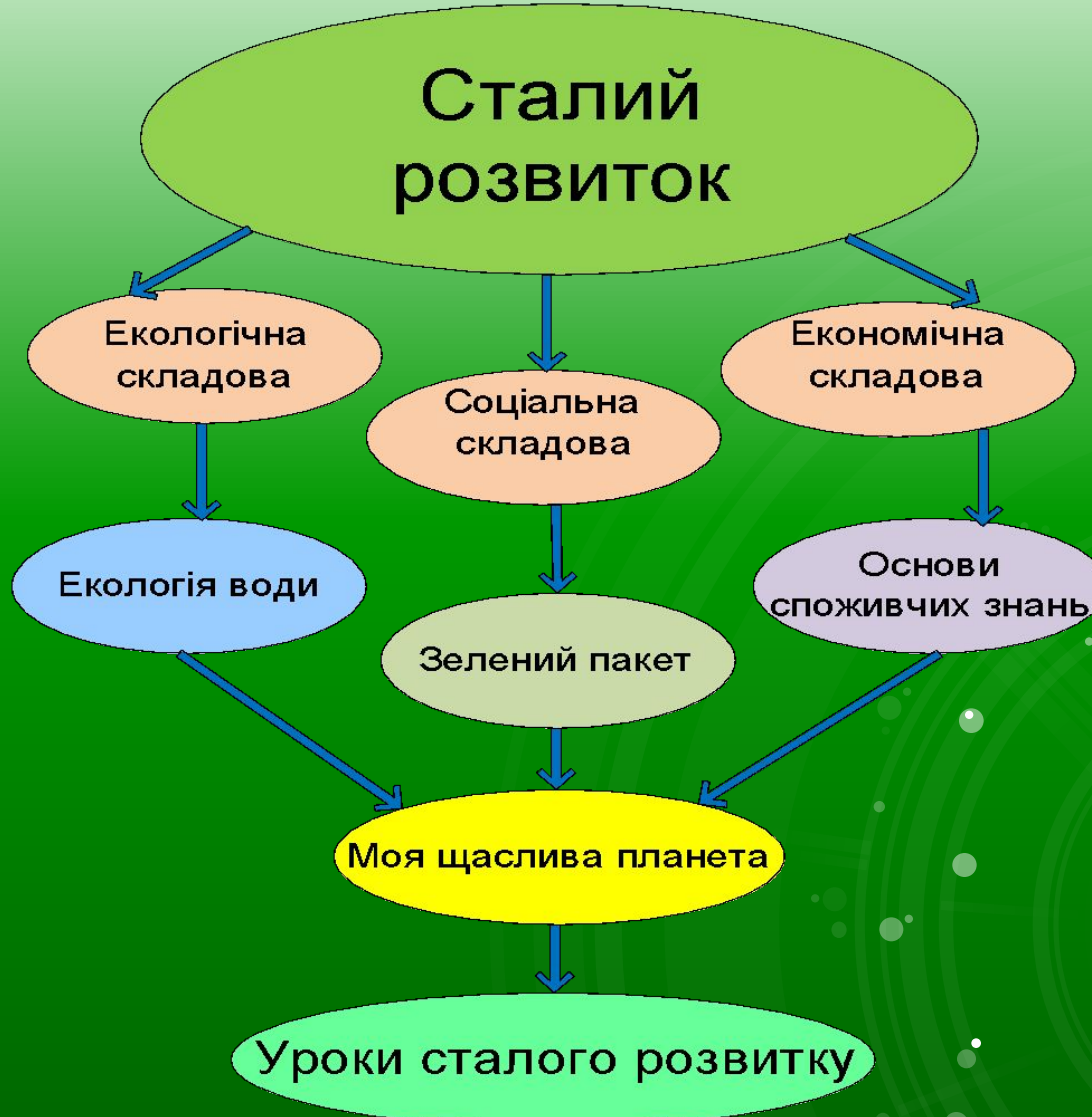 Сталий
розвиток
Екологічна
складова
Соціальна
складова
Економічна
складова
Екологія води
Зелений пакет
Основи
споживчих знань
Моя щаслива планета
Уроки сталого розвитку